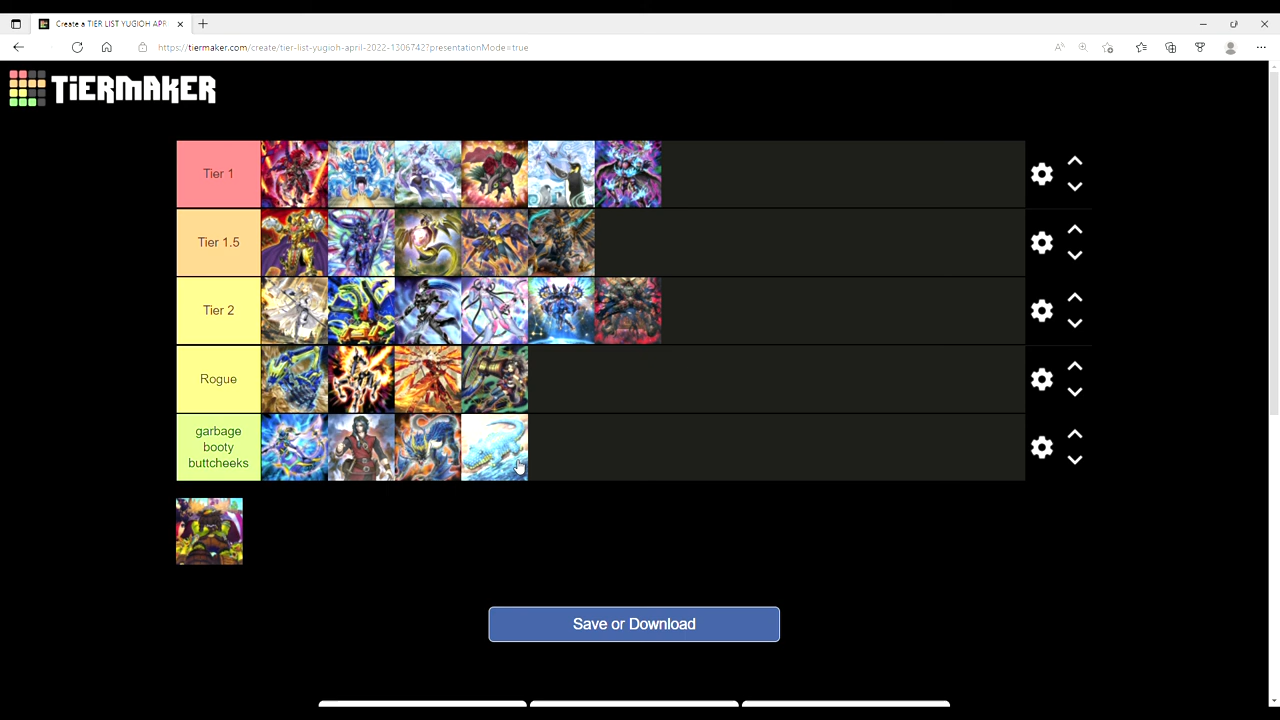 Create a TIER LIST YUGIOH APR
https://tiermaker.com/create/tier-list-yugioh-april-2022-1306742?presentationMode=true
TiERMAKER
Tier 1
Tier 1.5
Tier 2
Rogue
garbage
booty
buttcheeks
Save or Download